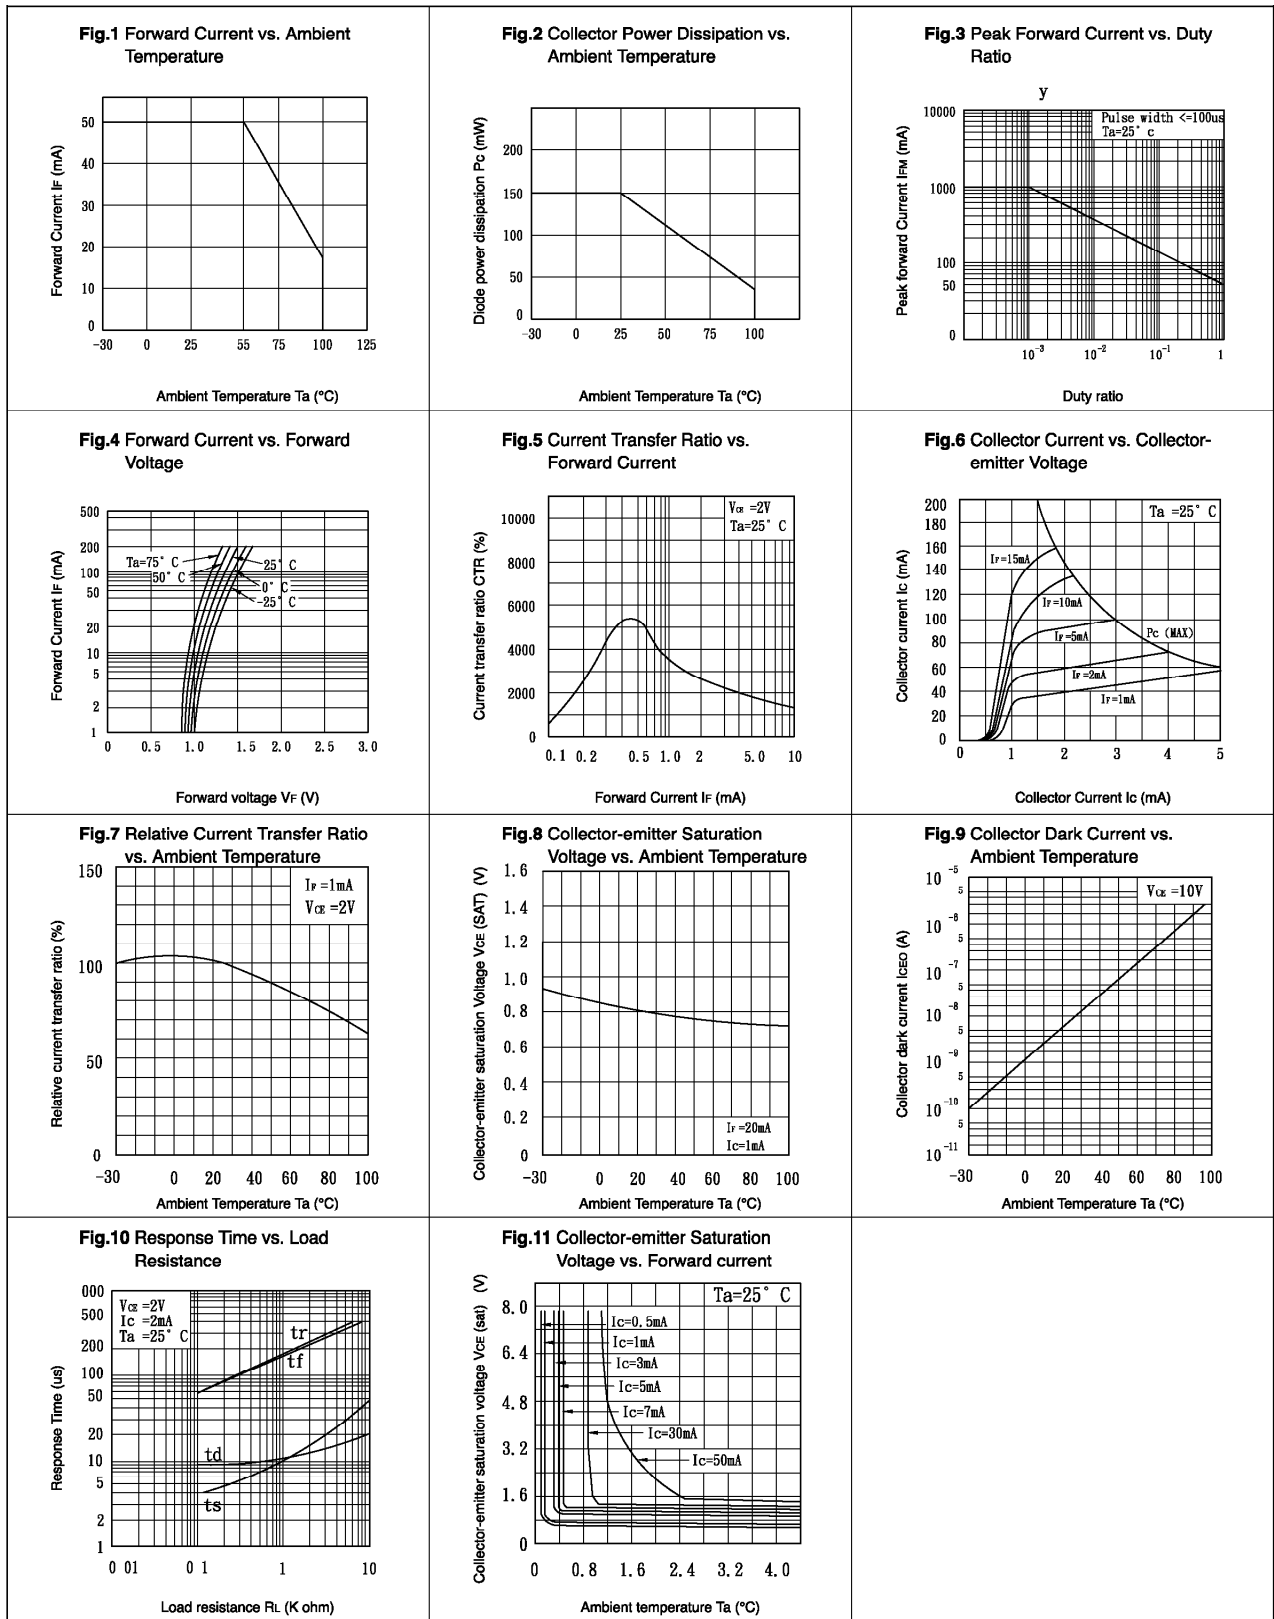 Fig.1 Forward Current vs. Ambient
Temperature
Forward Current IF (mA)
50
40
30
20
10
0
-30 0 25 55 75 100 125
Ambient Temperature Ta (°C)
Fig.2 Collector Power Dissipation vs.
Ambient Temperature
Diode power dissipation Pc (mW)
200
150
100
50
0
-30 0 25 50 75 100
Ambient Temperature Ta (°C)
Fig.3 Peak Forward Current vs. Duty
Ratio
y
Peak forward Current IFM (mA)
Pulse width <=100us
Ta=25° c
10000
1000
100
50
0
10-3 10-2 10-1 1
Duty ratio
Fig.4 Forward Current vs. Forward
Voltage
Forward Current IF (mA)
500
200
100
50
20
10
5
2
1
Ta=75° C
50° C
25° C
0° C
-25° C
0 0.5 1.0 1.5 2.0 2.5 3.0
Forward voltage VF (V)
Fig.5 Current Transfer Ratio vs.
Forward Current
Current transfer ratio CTR (%)
VCE =2V
Ta=25° C
10000
8000
6000
4000
2000
0
0.1 0.2 0.5 1.0 2 5.0 10
Forward Current IF (mA)
Fig.6 Collector Current vs. Collector-
emitter Voltage
Collector current Ic (mA)
Ta =25° C
200
180
160
140
120
100
80
60
40
20
0
IF=15mA
IF=10mA
IF=5mA
Pc (MAX)
IF=2mA
IF=1mA
0 1 2 3 4 5
Collector Current Ic (mA)
Fig.7 Relative Current Transfer Ratio
vs. Ambient Temperature
Relative current transfer ratio (%)
IF =1mA
VCE =2V
150
100
50
0
-30 0 20 40 60 80 100
Ambient Temperature Ta (°C)
Fig.8 Collector-emitter Saturation
Voltage vs. Ambient Temperature
Collector-emitter saturation Voltage VCE (SAT) (V)
1.6
1.4
1.2
1.0
0.8
0.6
0.4
0.2
0
IF=20mA
Ic=1mA
-30 0 20 40 60 80 100
Ambient Temperature Ta (°C)
Fig.9 Collector Dark Current vs.
Ambient Temperature
Collector dark current ICEO (A)
VCE =10V
10 -5
5
10 -6
5
10 -7
5
10 -8
5
10 -9
5
10 -10
5
10 -11
-30 0 20 40 60 80 100
Ambient Temperature Ta (°C)
Fig.10 Response Time vs. Load
Resistance
Response Time (us)
VCE =2V
Ic =2mA
Ta =25° C
000
500
200
100
50
20
10
5
2
1
tr
tf
td
ts
0 01 0 1 1 10
Load resistance RL (K ohm)
Fig.11 Collector-emitter Saturation
Voltage vs. Forward current
Collector-emitter saturation voltage VCE (sat) (V)
Ta=25° C
8.0
6.4
4.8
3.2
1.6
0
Ic=0.5mA
Ic=1mA
Ic=3mA
Ic=5mA
Ic=7mA
Ic=30mA
Ic=50mA
0 0.8 1.6 2.4 3.2 4.0
Ambient temperature Ta (°C)